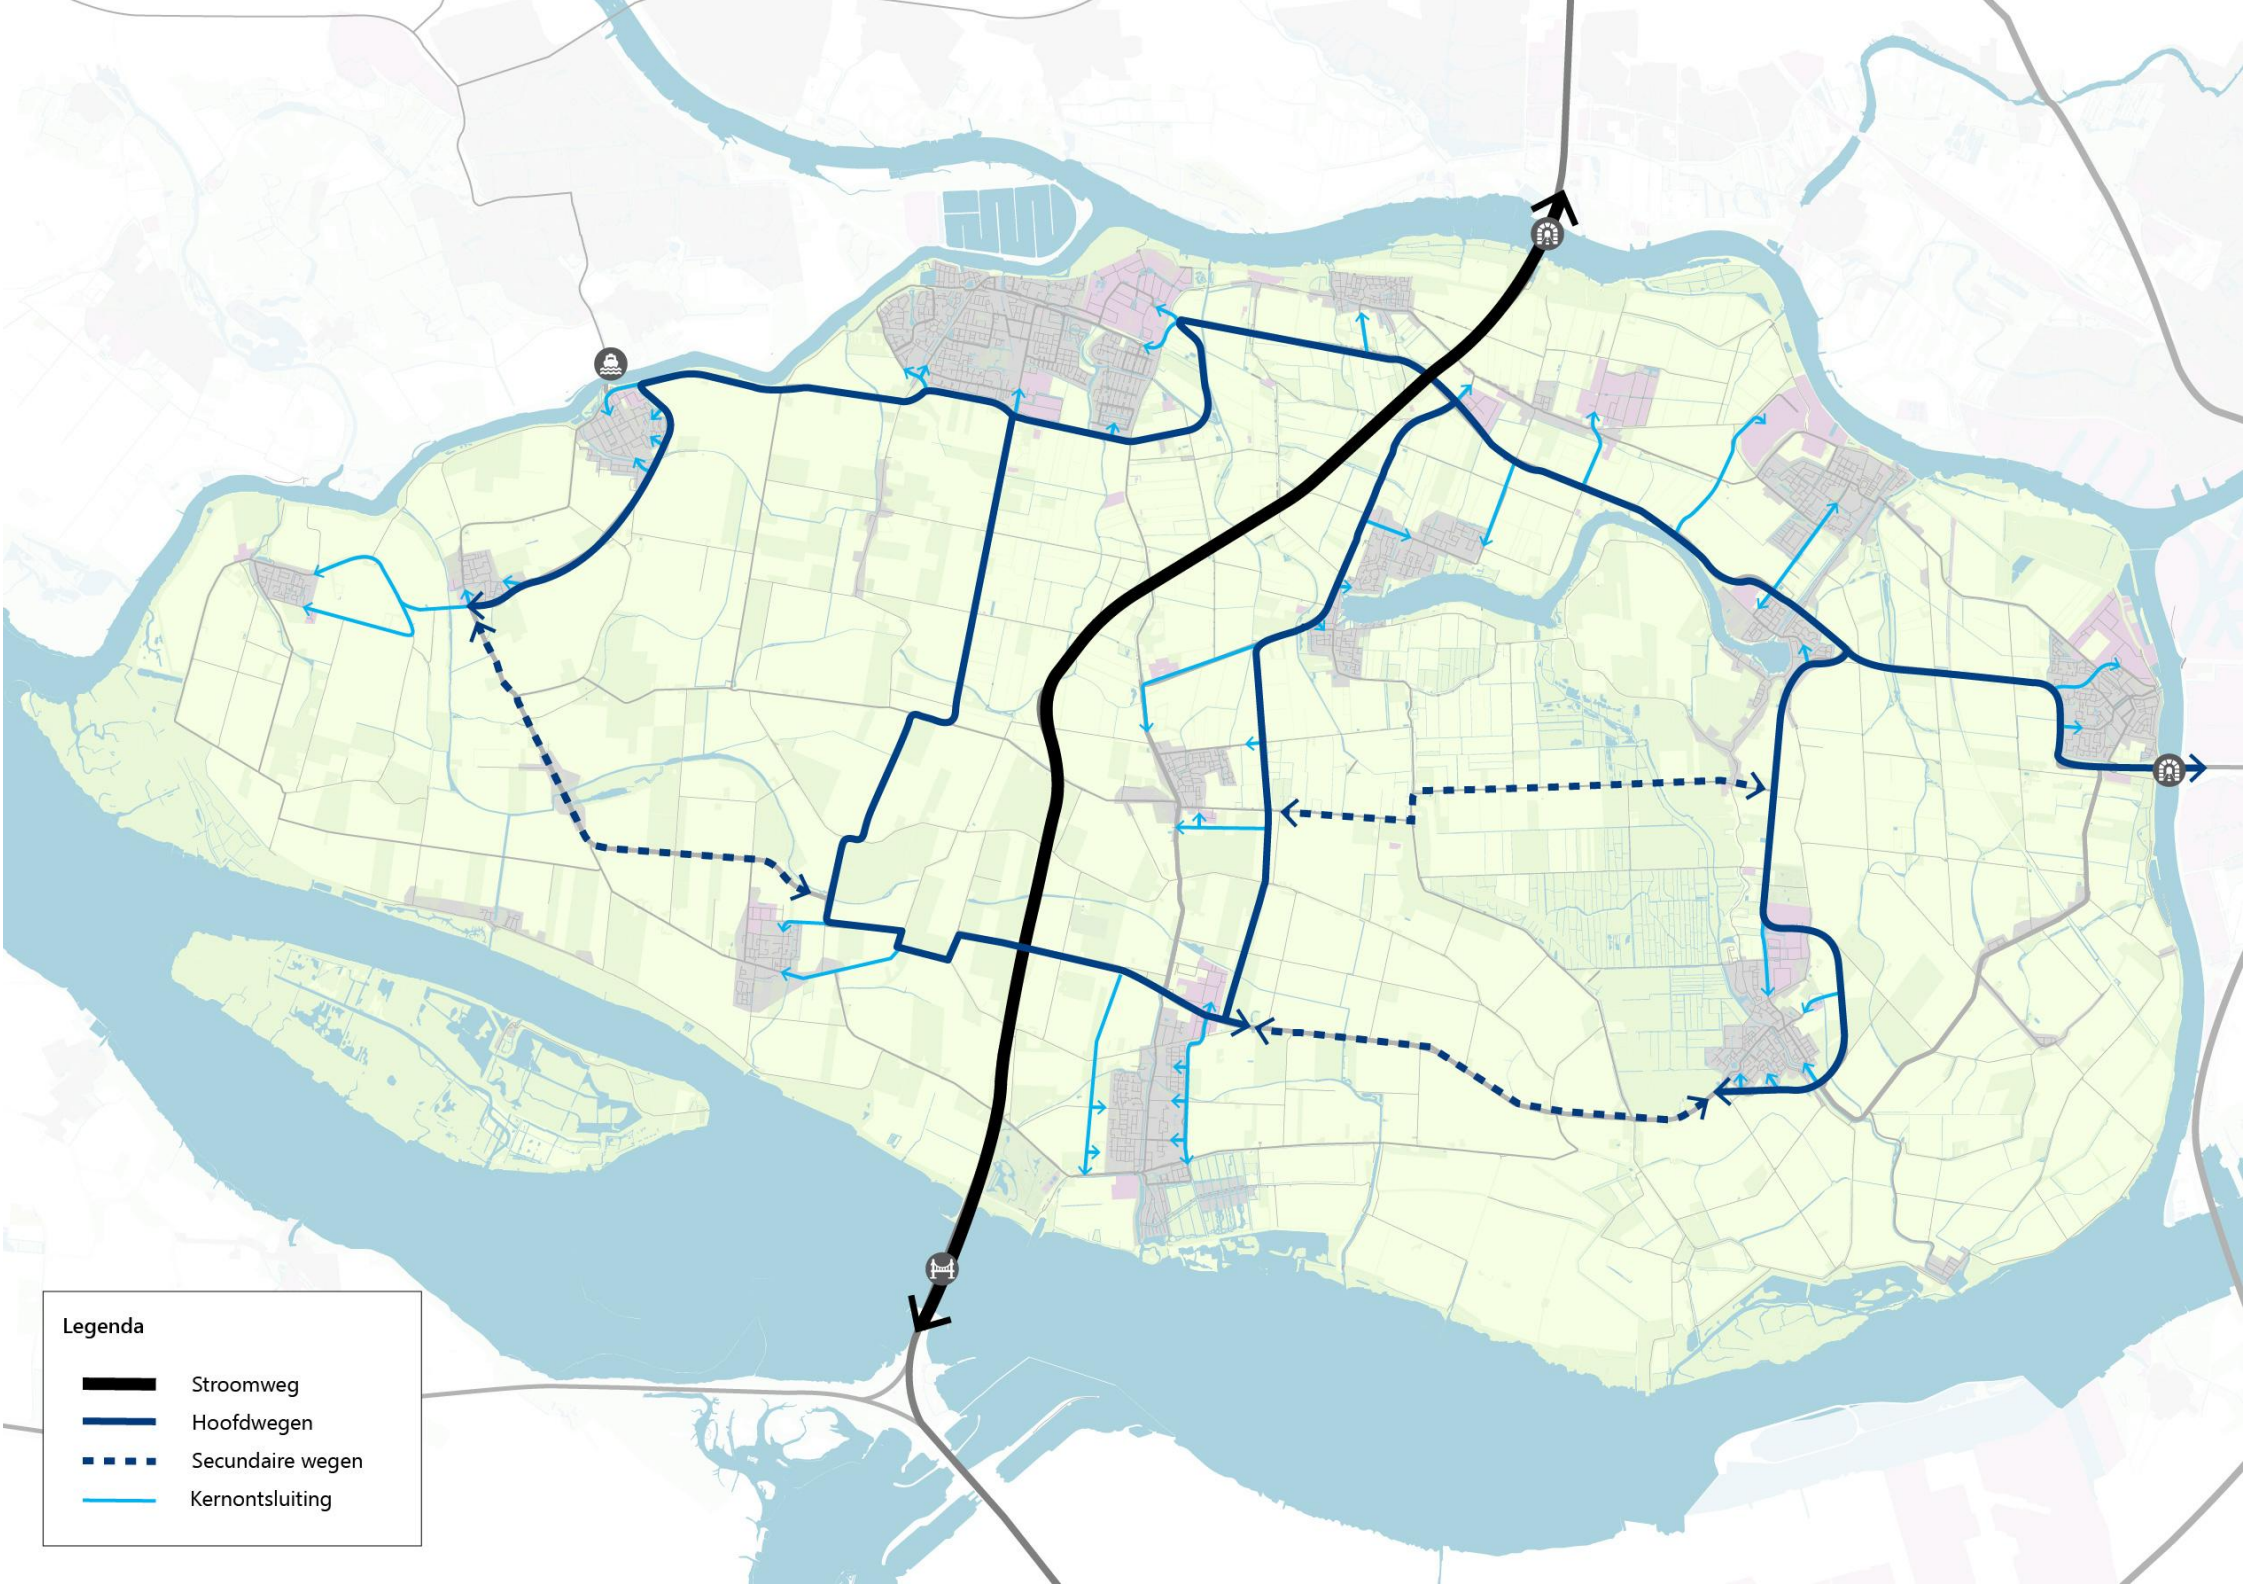 Legenda
Stroomweg
Hoofdwegen
Secundaire wegen
Kernontsluiting